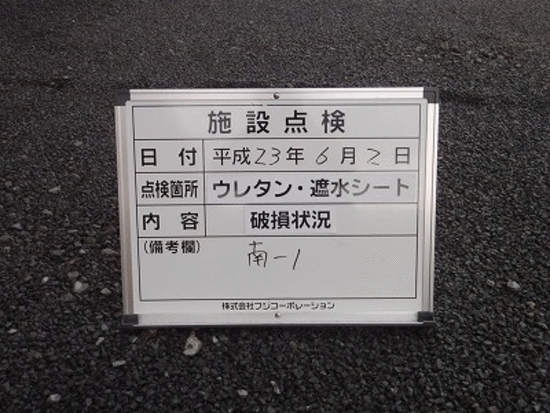 施設点検
日付 平成23年6月2日
点検箇所 ウレタン・遮水シート
内容 破損状況
(備考欄) 南-1
株式会社フジコーポレーション